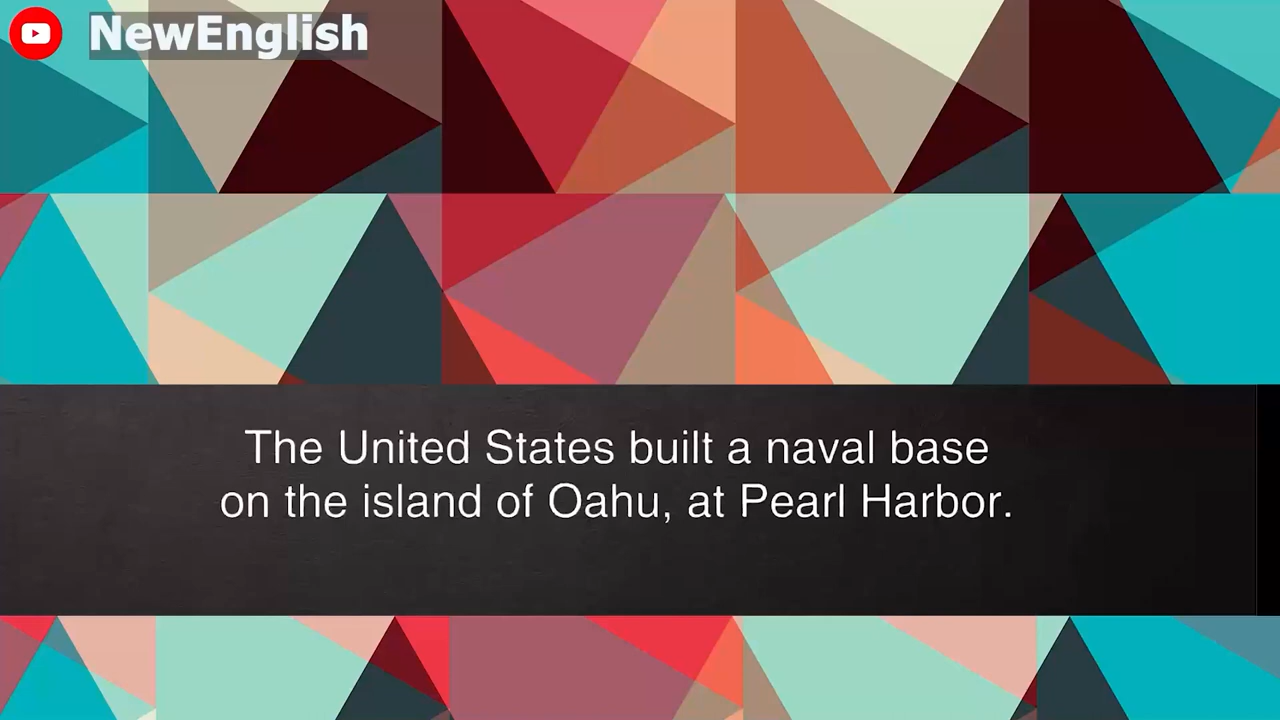 NewEnglish
The United States built a naval base
on the island of Oahu, at Pearl Harbor.